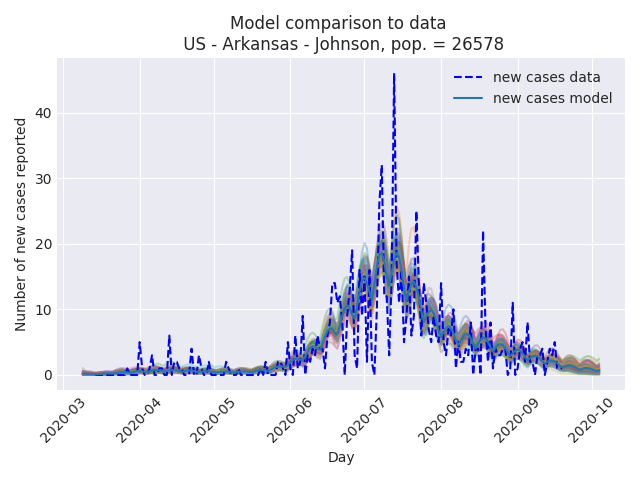 Model comparison to data
US - Arkansas - Johnson, pop. = 26578
new cases data
new cases model
Number of new cases reported
40
30
20
10
0
2020-03
2020-04
2020-05
2020-06
2020-07
2020-08
2020-09
2020-10
Day